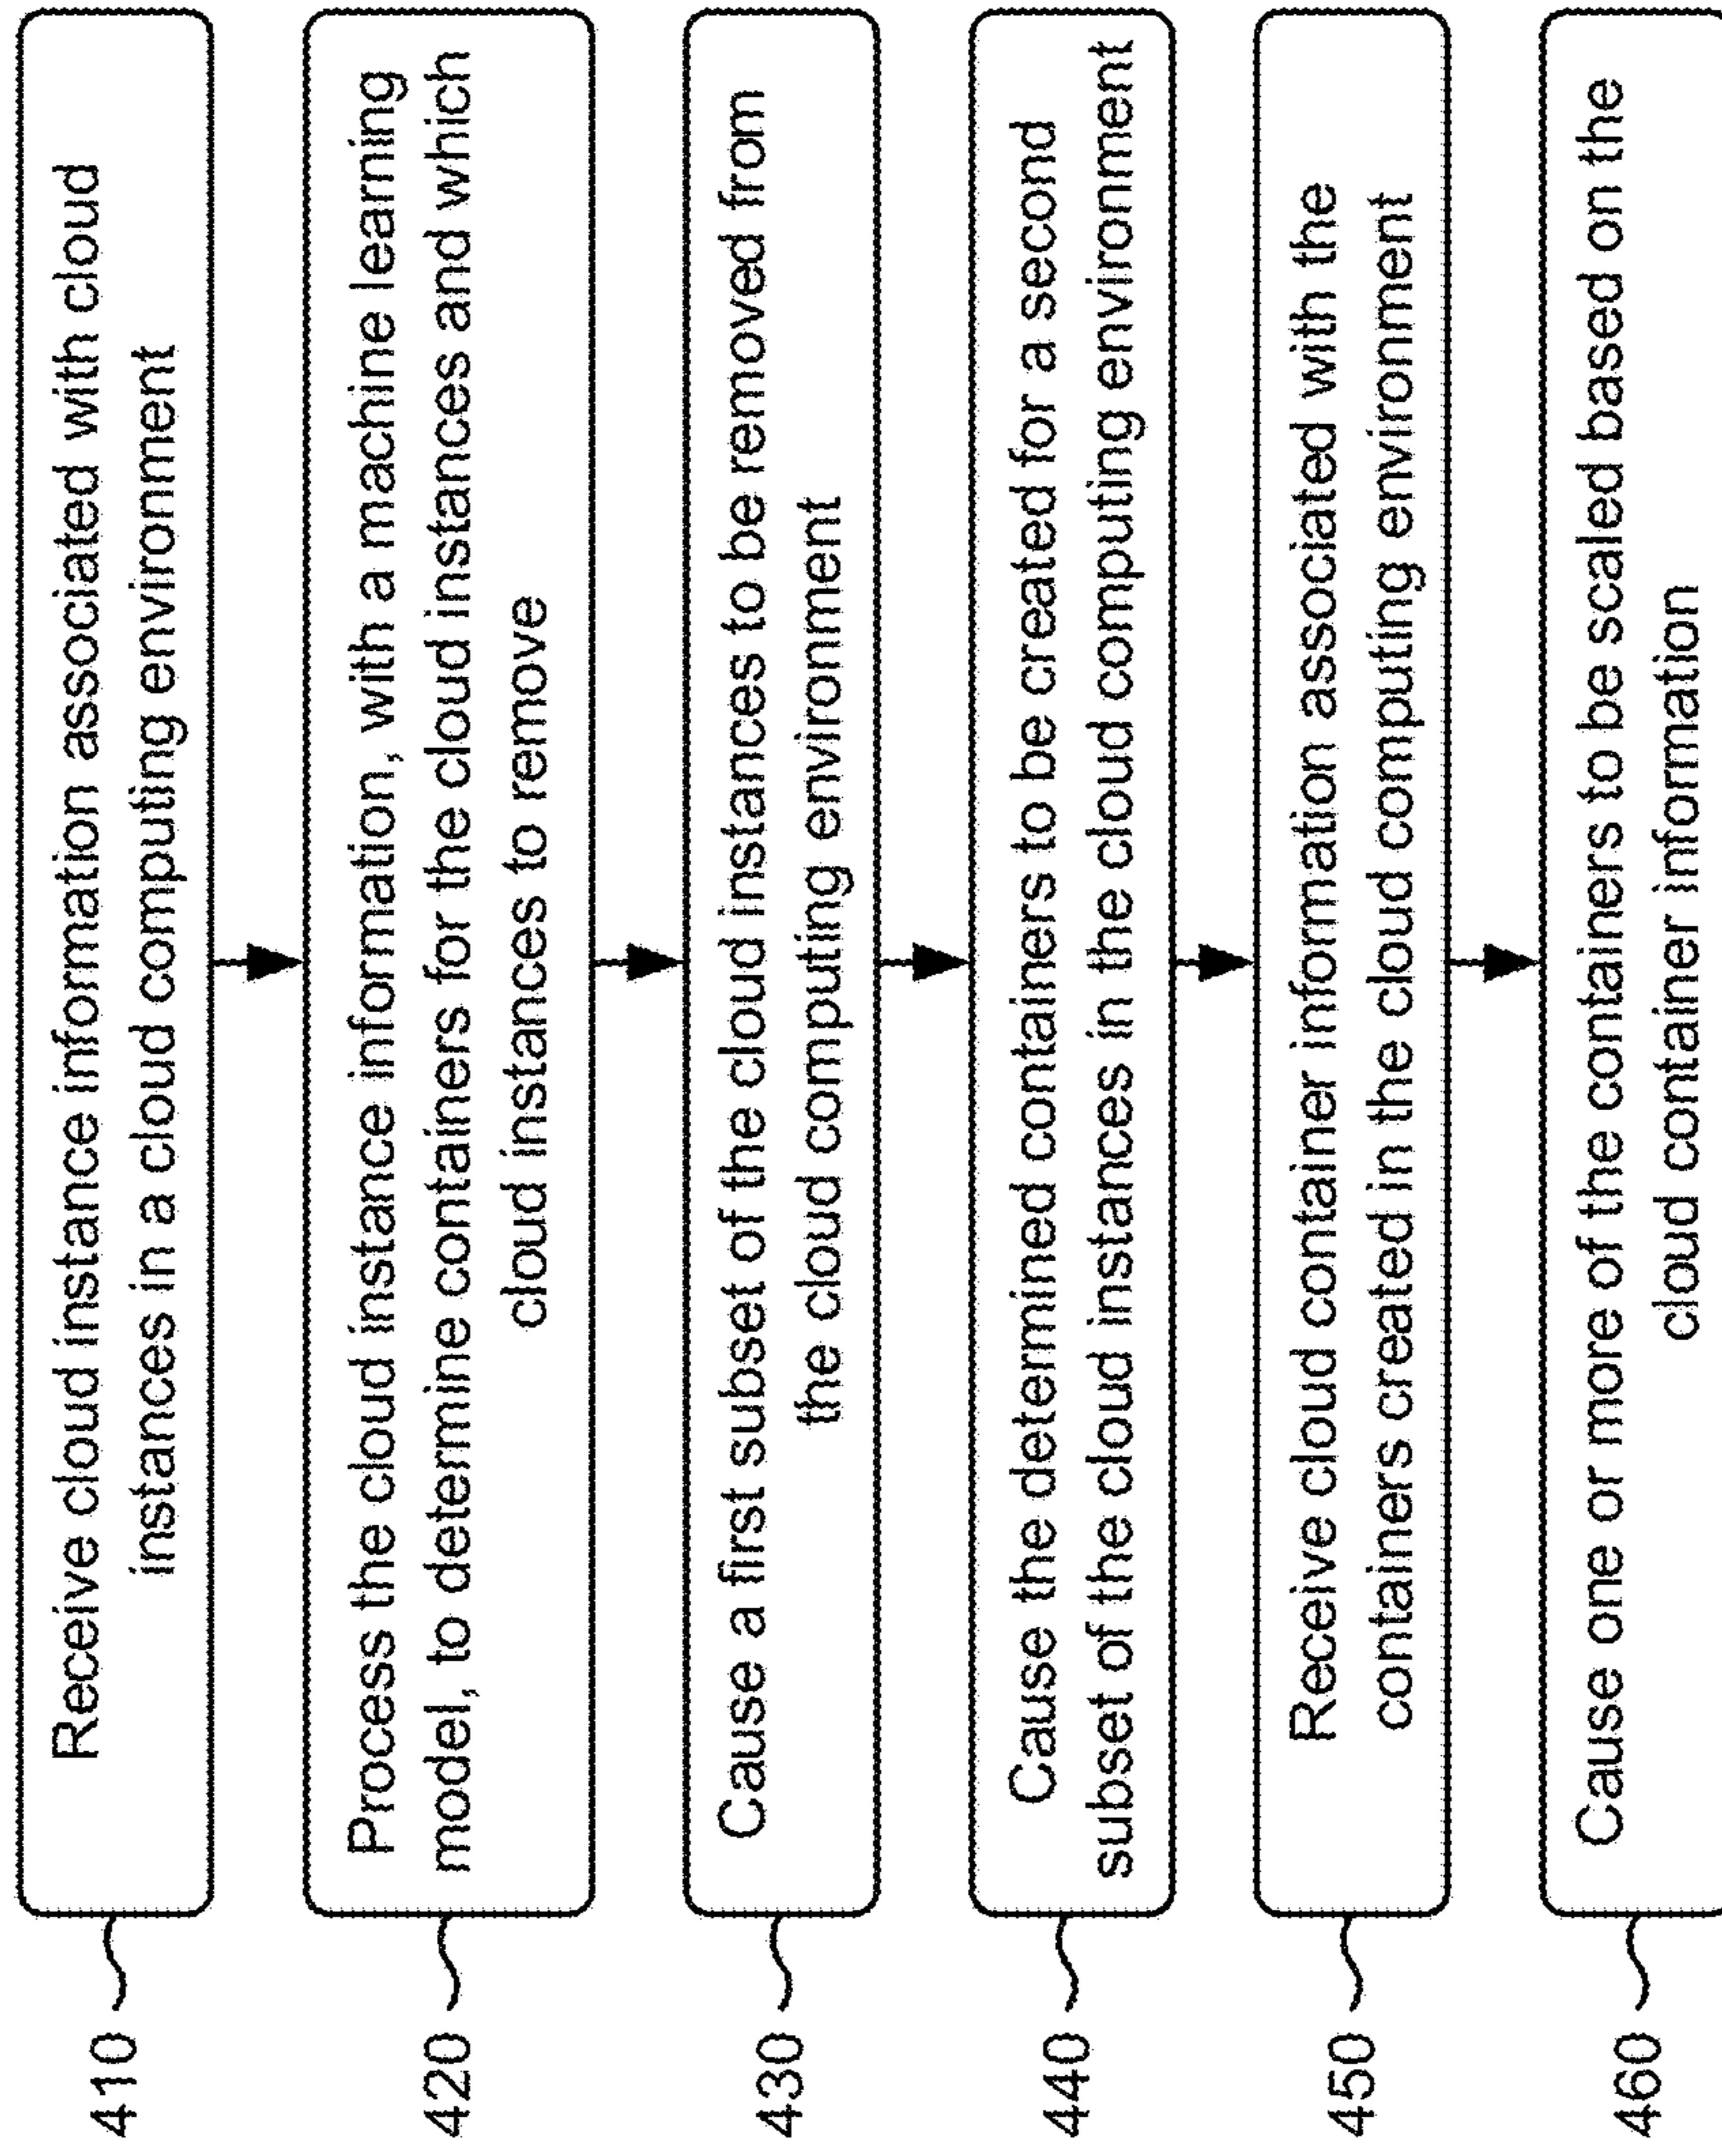 410
Receive cloud instance information associated with cloud
instances in a cloud computing environment
420
Process the cloud instance information, with a machine learning
model, to determine containers for the cloud instances and which
cloud instances to remove
430
Cause a first subset of the cloud instances to be removed from
the cloud computing environment
440
Cause the determined containers to be created for a second
subset of the cloud instances in the cloud computing environment
450
Receive cloud container information associated with the
containers created in the cloud computing environment
460
Cause one or more of the containers to be scaled based on the
cloud container information